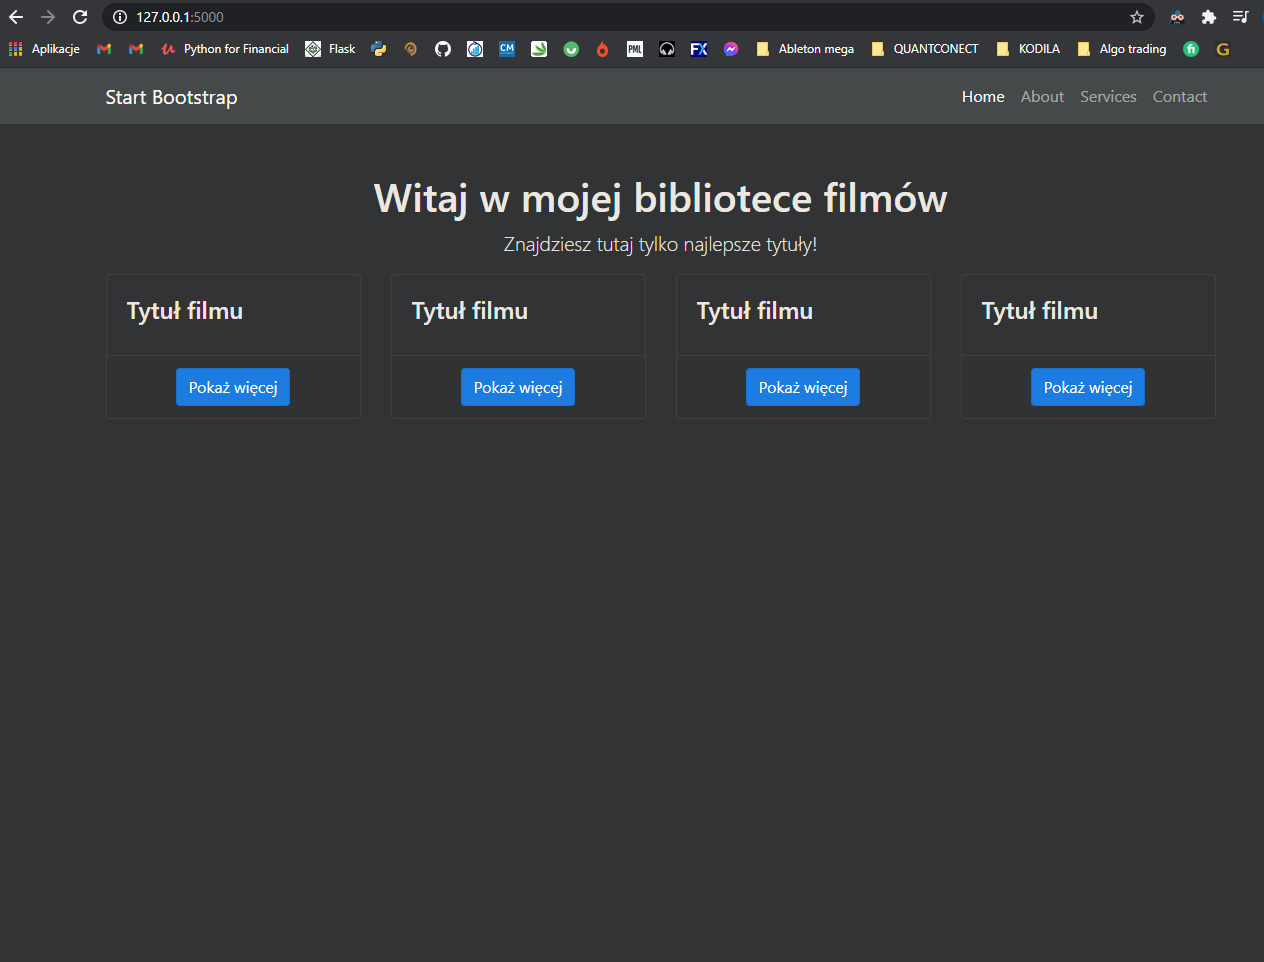 127.0.0.1:5000
Aplikacje Python for Financial Flask CM PML FX Ableton mega QUANTCONECT KODILA Algo trading fi G
Start Bootstrap Home About Services Contact
Witaj w mojej bibliotece filmów
Znajdziesz tutaj tylko najlepsze tytuły!
Tytuł filmu Tytuł filmu Tytuł filmu Tytuł filmu
Pokaż więcej Pokaż więcej Pokaż więcej Pokaż więcej